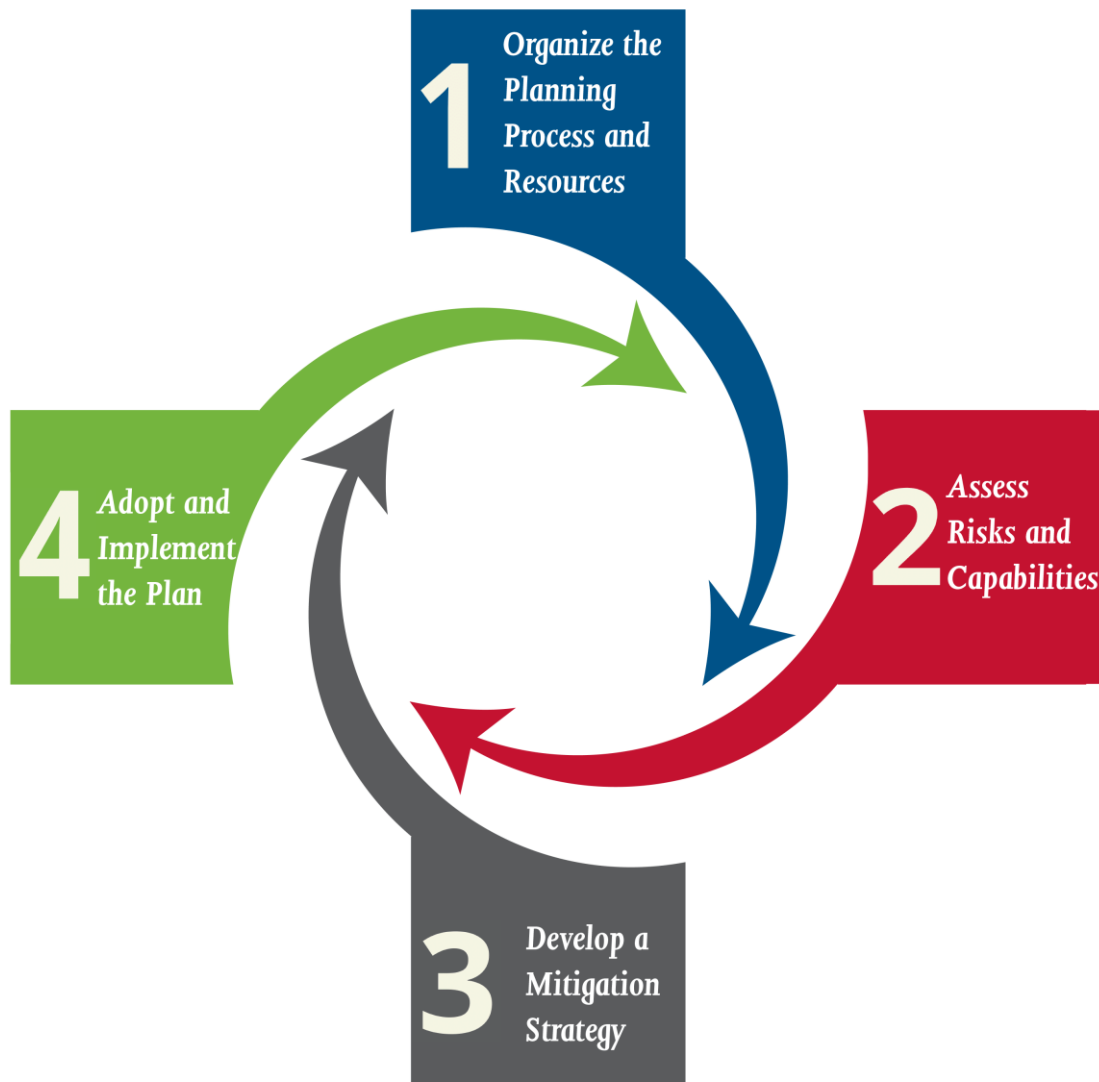 1
Organize the
Planning
Process and
Resources
2
Assess
Risks and
Capabilities
3
Develop a
Mitigation
Strategy
4
Adopt and
Implement
the Plan